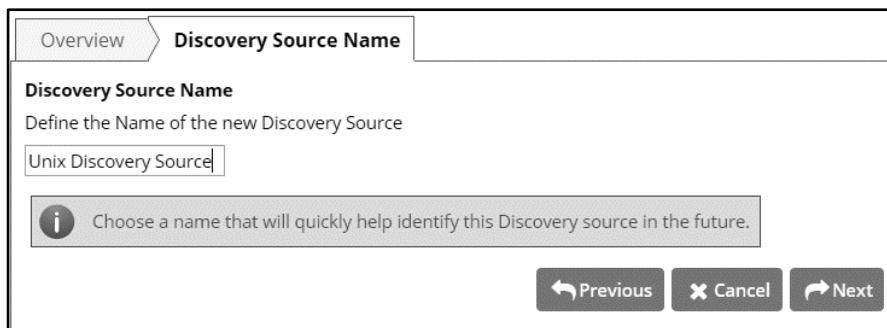 Overview
Discovery Source Name
Discovery Source Name
Define the Name of the new Discovery Source
Unix Discovery Source
Choose a name that will quickly help identify this Discovery source in the future.
Previous
Cancel
Next